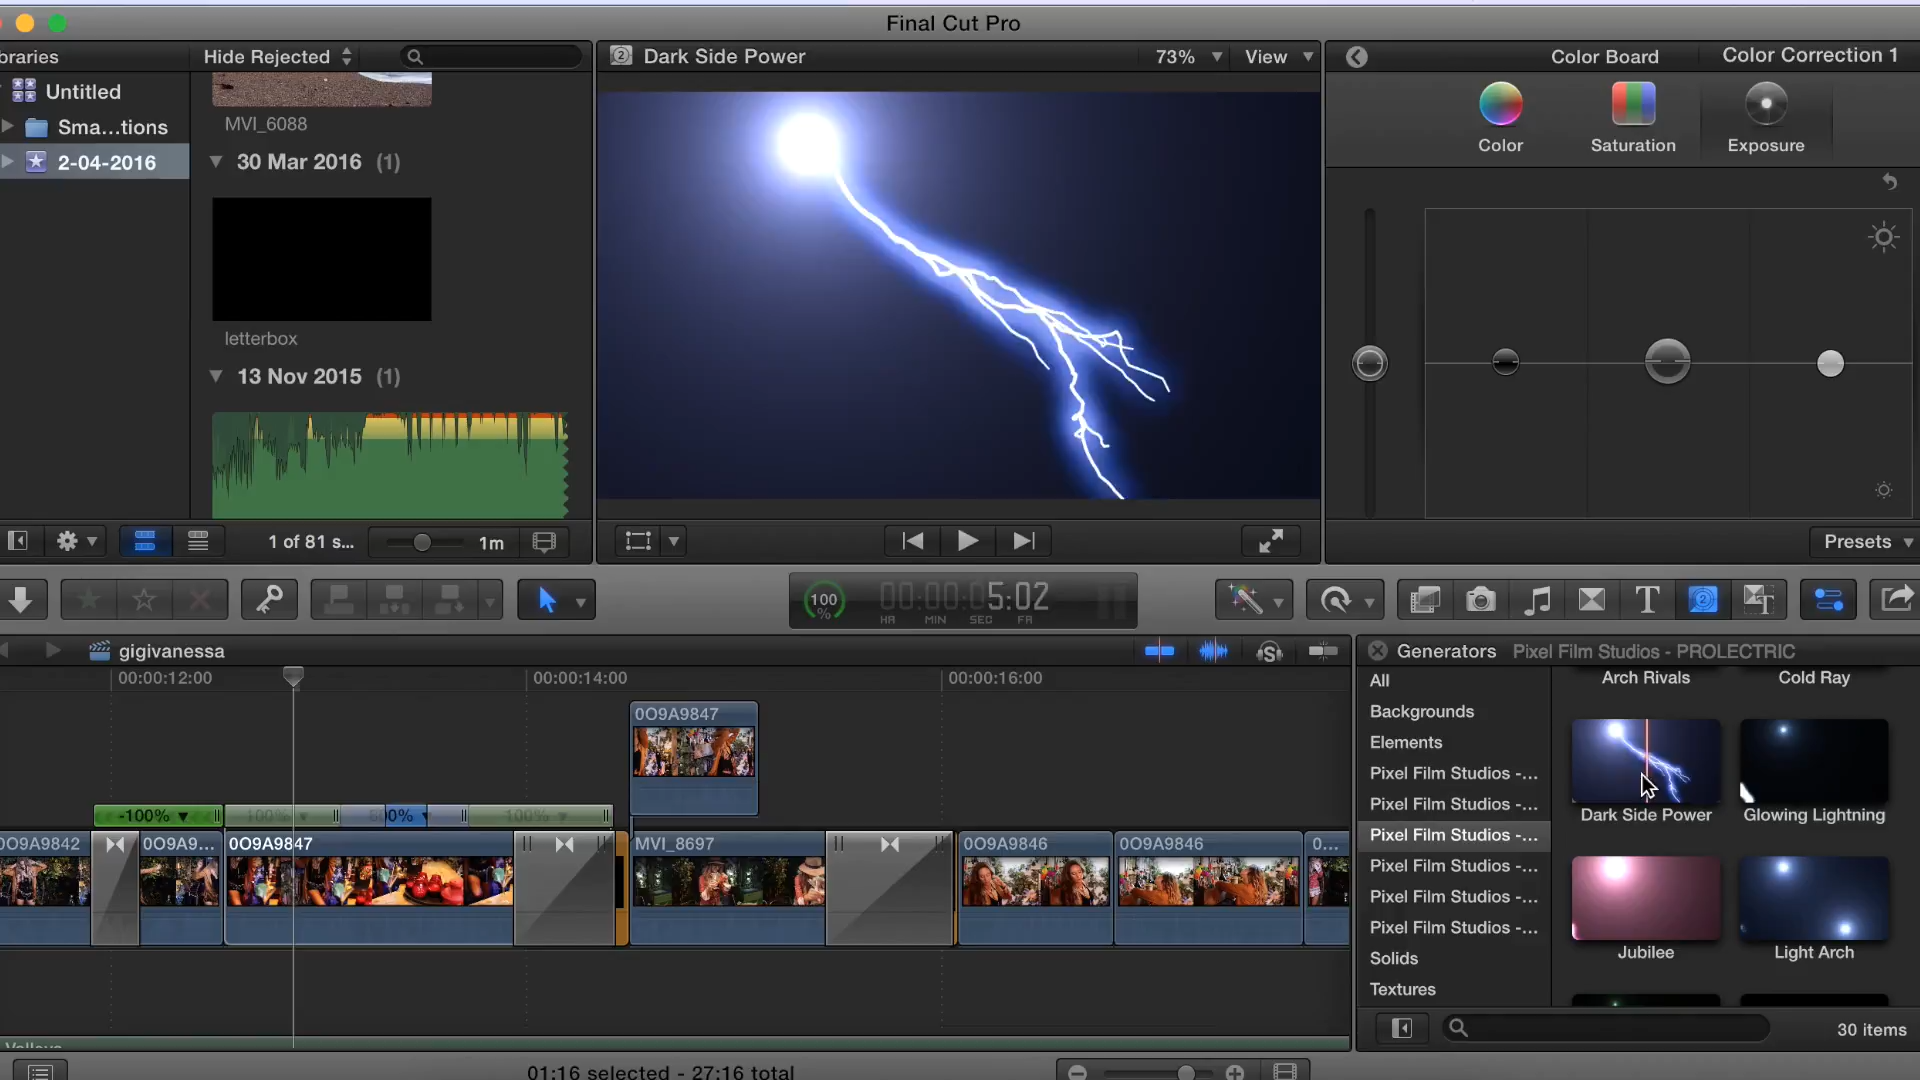 Final Cut Pro
braries
Hide Rejected
Untitled
Sma...tions
2-04-2016
MVI_6088
30 Mar 2016 (1)
letterbox
13 Nov 2015 (1)
1 of 81 s...
1m
Dark Side Power
73%
View
Color Board
Color Correction 1
Color
Saturation
Exposure
Presets
100
%
00:00:05:02
HR MIN SEC FR
gigivanessa
00:00:12:00
00:00:14:00
00:00:16:00
0O9A9847
-100%
100%
800%
100%
0O9A9842
0O9A9...
0O9A9847
MVI_8697
0O9A9846
0O9A9846
0...
01:16 selected - 27:16 total
Generators
Pixel Film Studios - PROLECTRIC
All
Backgrounds
Elements
Pixel Film Studios -...
Pixel Film Studios -...
Pixel Film Studios -...
Pixel Film Studios -...
Pixel Film Studios -...
Pixel Film Studios -...
Solids
Textures
Arch Rivals
Cold Ray
Dark Side Power
Glowing Lightning
Jubilee
Light Arch
30 items